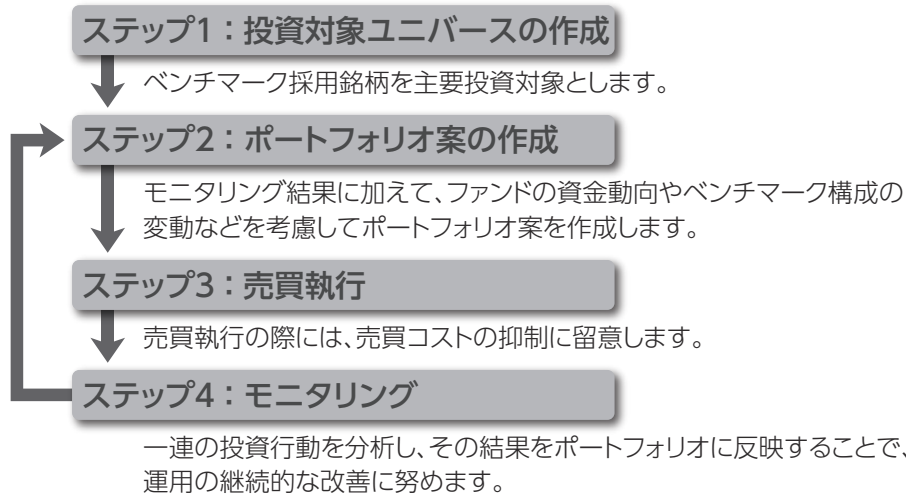 ステップ1：投資対象ユニバースの作成
ベンチマーク採用銘柄を主要投資対象とします。
ステップ2：ポートフォリオ案の作成
モニタリング結果に加えて、ファンドの資金動向やベンチマーク構成の
変動などを考慮してポートフォリオ案を作成します。
ステップ3：売買執行
売買執行の際には、売買コストの抑制に留意します。
ステップ4：モニタリング
一連の投資行動を分析し、その結果をポートフォリオに反映することで、
運用の継続的な改善に努めます。